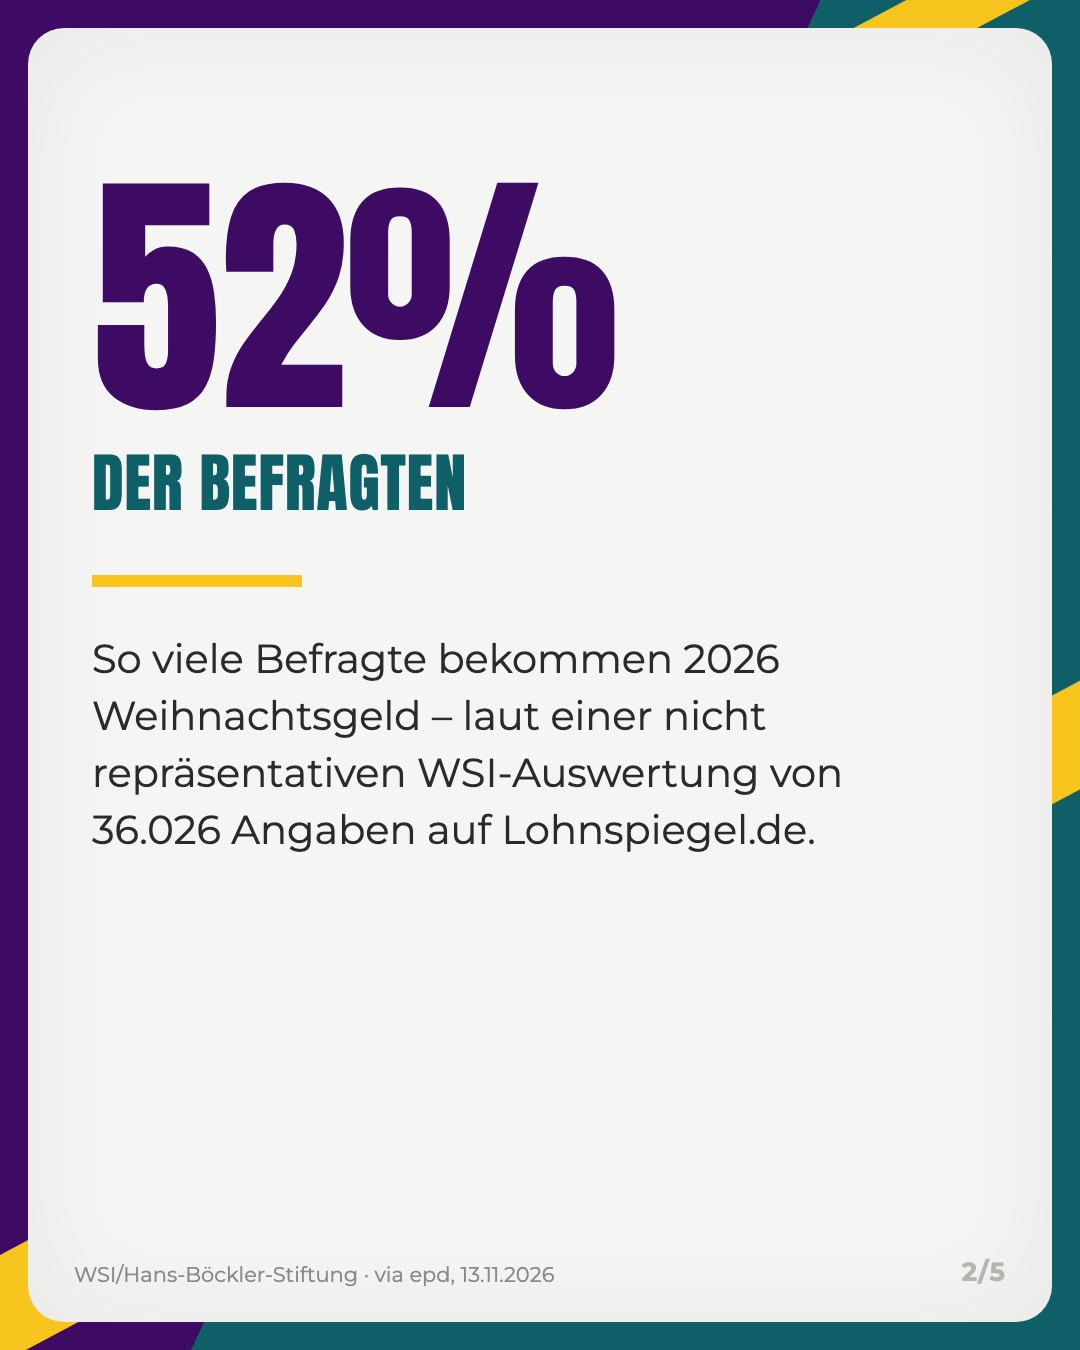 52%
DER BEFRAGTEN
So viele Befragte bekommen 2026
Weihnachtsgeld – laut einer nicht
repräsentativen WSI-Auswertung von
36.026 Angaben auf Lohnspiegel.de.
WSI/Hans-Böckler-Stiftung · via epd, 13.11.2026
2/5